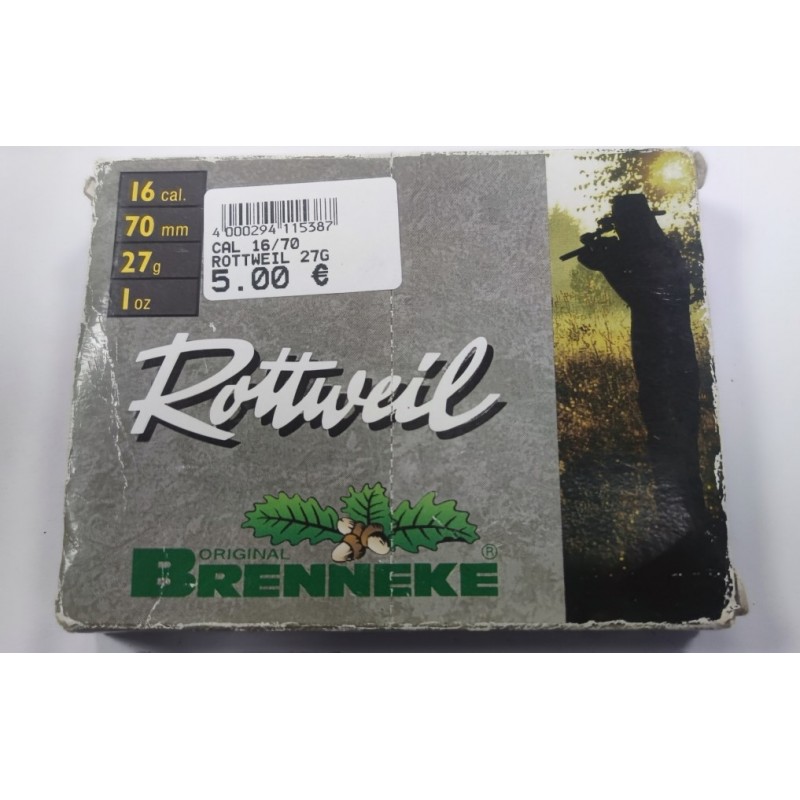 16 cal.
70 mm
27g
1 oz
4 000294 115387
CAL 16/70
ROTTWEIL 27G
5.00 €
Rottweil
ORIGINAL
BRENNEKE ®